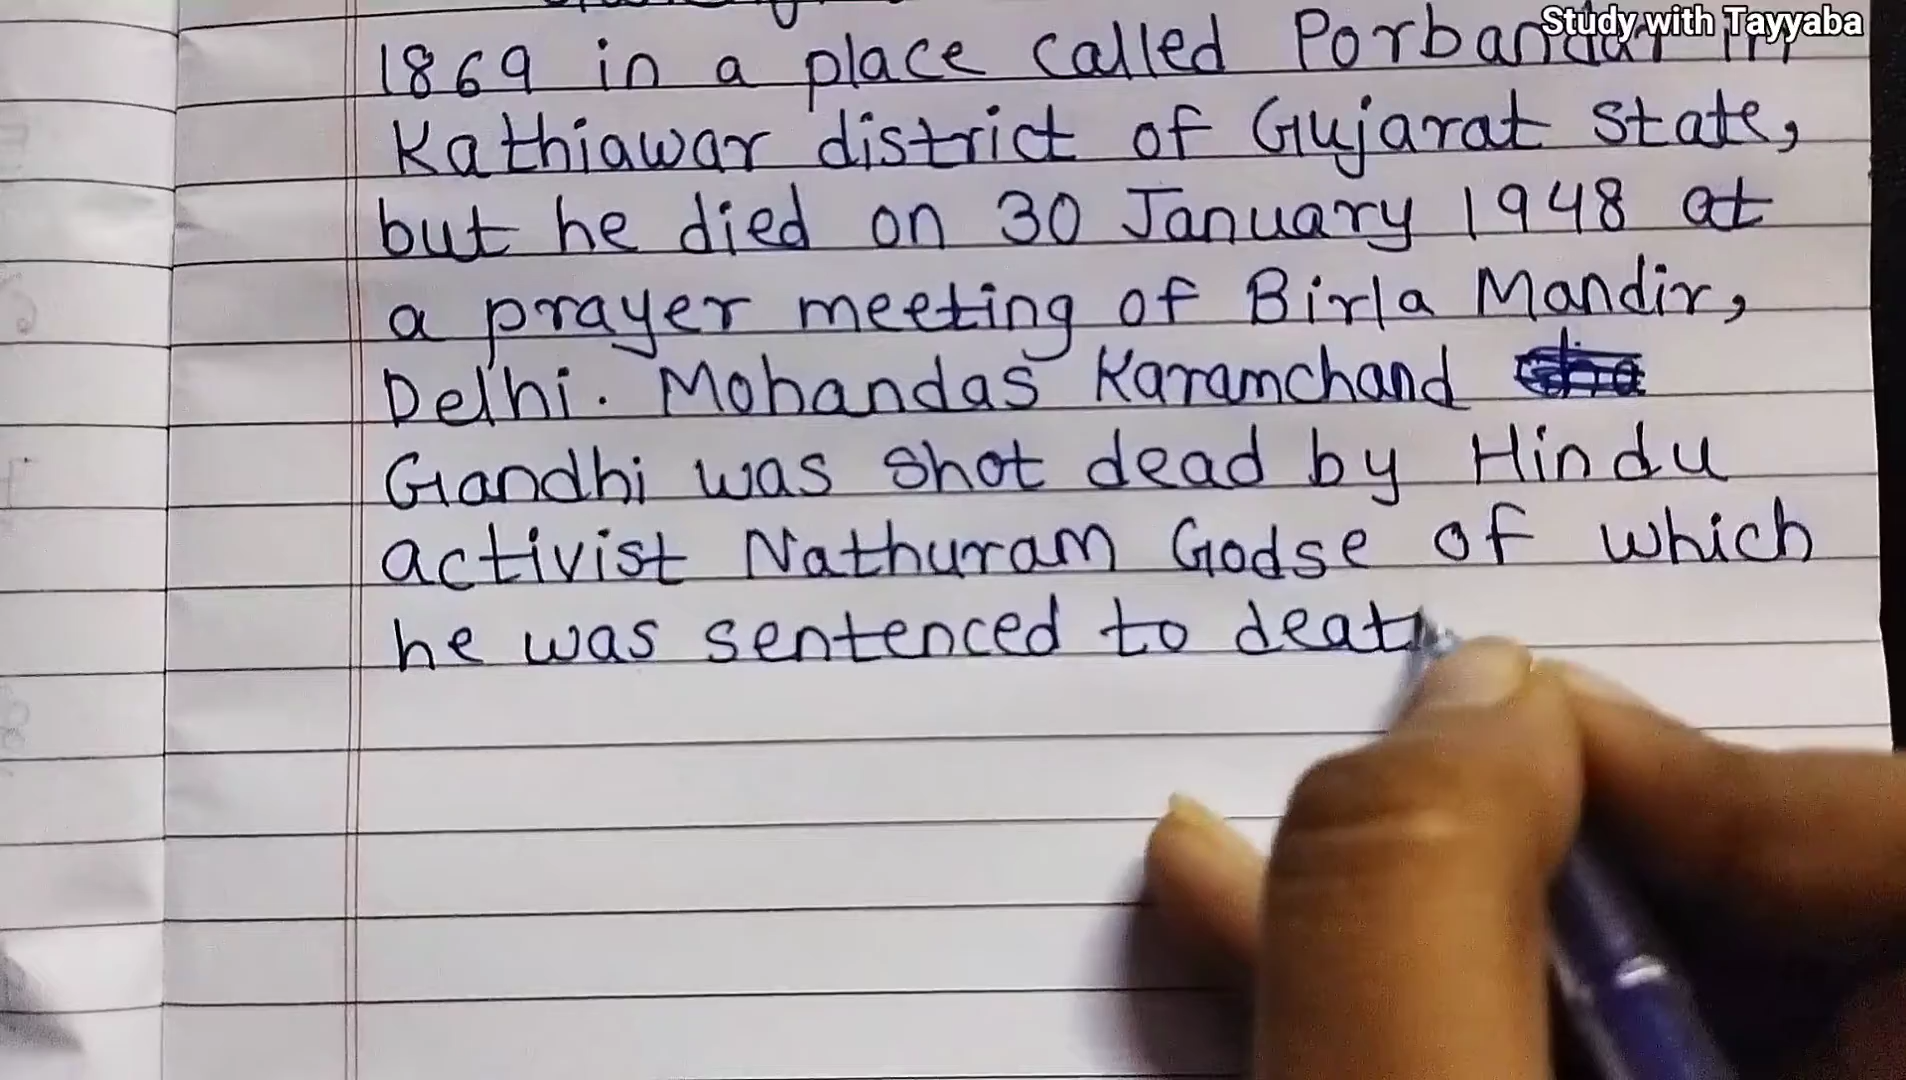 Study with Tayyaba
1869 in a place called Porbandar in
Kathiawar district of Gujarat state,
but he died on 30 January 1948 at
a prayer meeting of Birla Mandir,
Delhi. Mohandas Karamchand
Gandhi was shot dead by Hindu
activist Nathuram Godse of which
he was sentenced to deat